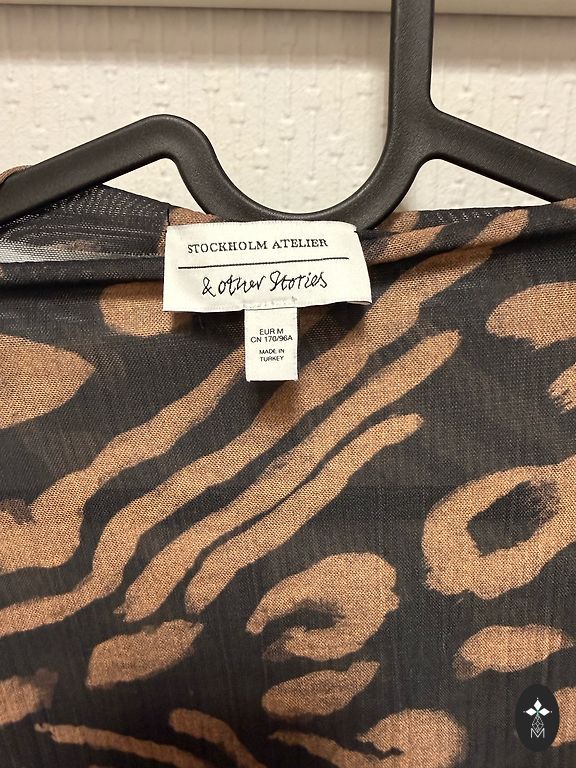 STOCKHOLM ATELIER
& other Stories
EUR M
CN 170/96A
MADE IN
TURKEY